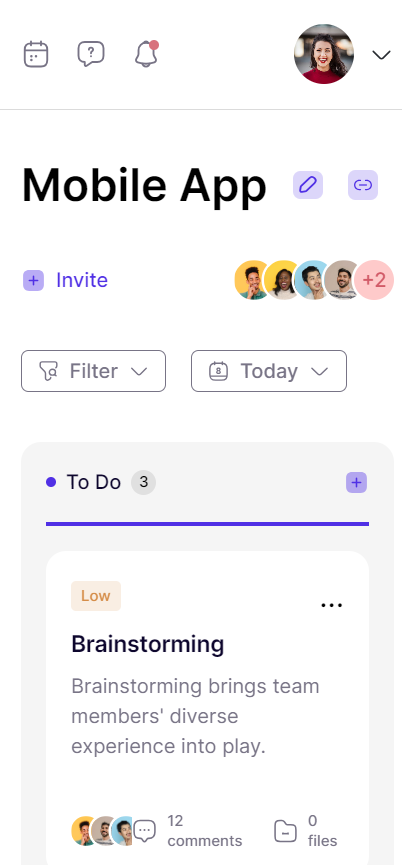 Mobile App
Invite
+2
Filter
8
Today
To Do 3
Low
Brainstorming
Brainstorming brings team
members' diverse
experience into play.
12
comments
0
files